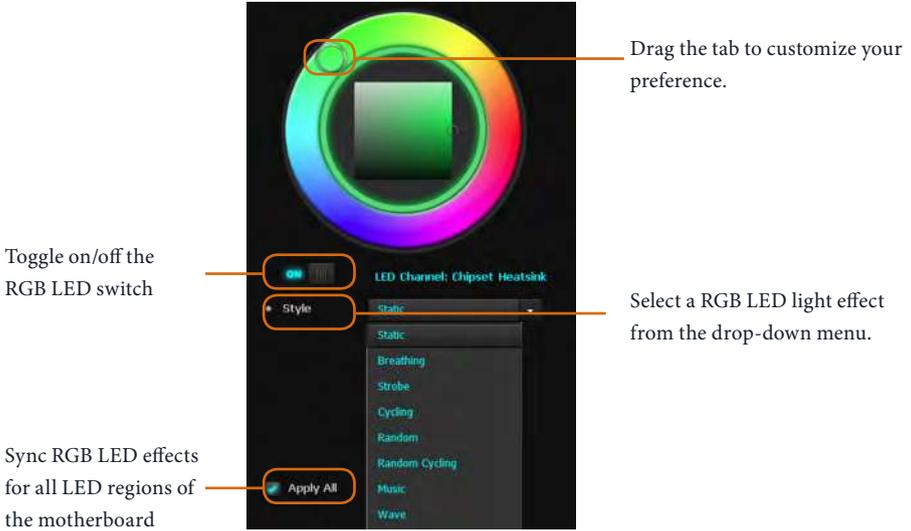 Drag the tab to customize your
preference.
Toggle on/off the
RGB LED switch
ON
LED Channel: Chipset Heatsink
Style
Static
Select a RGB LED light effect
from the drop-down menu.
Static
Breathing
Strobe
Cycling
Random
Random Cycling
Music
Wave
Sync RGB LED effects
for all LED regions of
the motherboard
Apply All